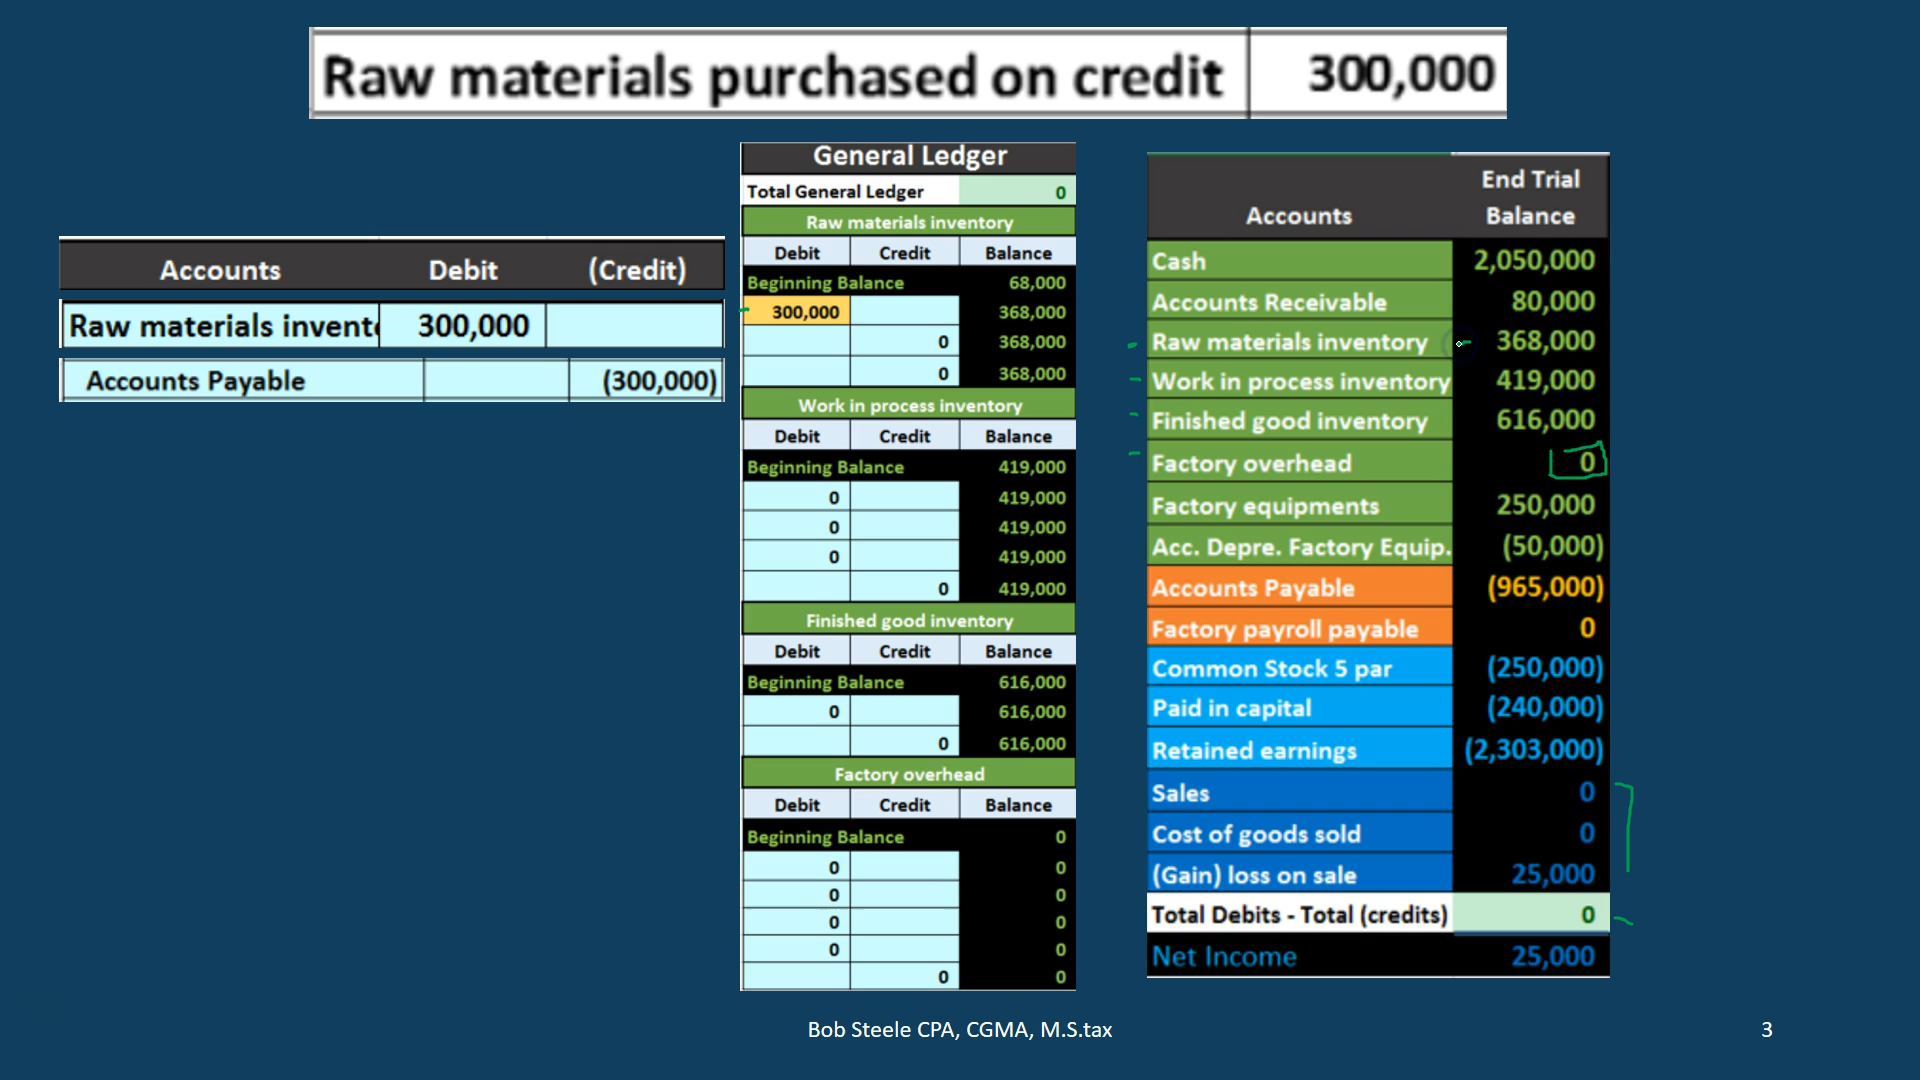 Raw materials purchased on credit 300,000
Accounts Debit (Credit)
Raw materials invent 300,000
Accounts Payable (300,000)
General Ledger
Total General Ledger 0
Raw materials inventory
Debit Credit Balance
Beginning Balance 68,000
300,000 368,000
0 368,000
0 368,000
Work in process inventory
Debit Credit Balance
Beginning Balance 419,000
0 419,000
0 419,000
0 419,000
0 419,000
Finished good inventory
Debit Credit Balance
Beginning Balance 616,000
0 616,000
0 616,000
Factory overhead
Debit Credit Balance
Beginning Balance 0
0 0
0 0
0 0
0 0
0 0
End Trial
Accounts Balance
Cash 2,050,000
Accounts Receivable 80,000
Raw materials inventory 368,000
Work in process inventory 419,000
Finished good inventory 616,000
Factory overhead 0
Factory equipments 250,000
Acc. Depre. Factory Equip. (50,000)
Accounts Payable (965,000)
Factory payroll payable 0
Common Stock 5 par (250,000)
Paid in capital (240,000)
Retained earnings (2,303,000)
Sales 0
Cost of goods sold 0
(Gain) loss on sale 25,000
Total Debits - Total (credits) 0
Net Income 25,000
Bob Steele CPA, CGMA, M.S.tax
3